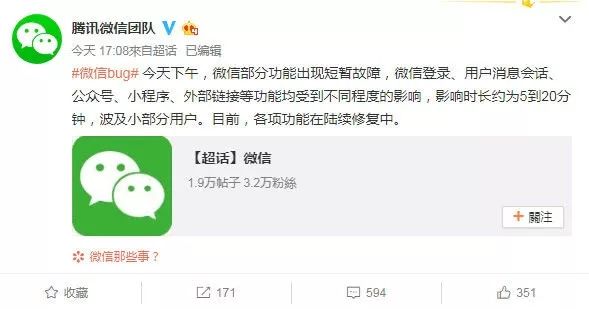 腾讯微信团队
今天 17:08来自超话 已编辑
#微信bug# 今天下午，微信部分功能出现短暂故障，微信登录、用户消息会话、
公众号、小程序、外部链接等功能均受到不同程度的影响，影响时长约为5到20分
钟，波及小部分用户。目前，各项功能在陆续修复中。
【超话】微信
1.9万帖子 3.2万粉絲
+ 關注
微信那些事？
收藏
171
594
351